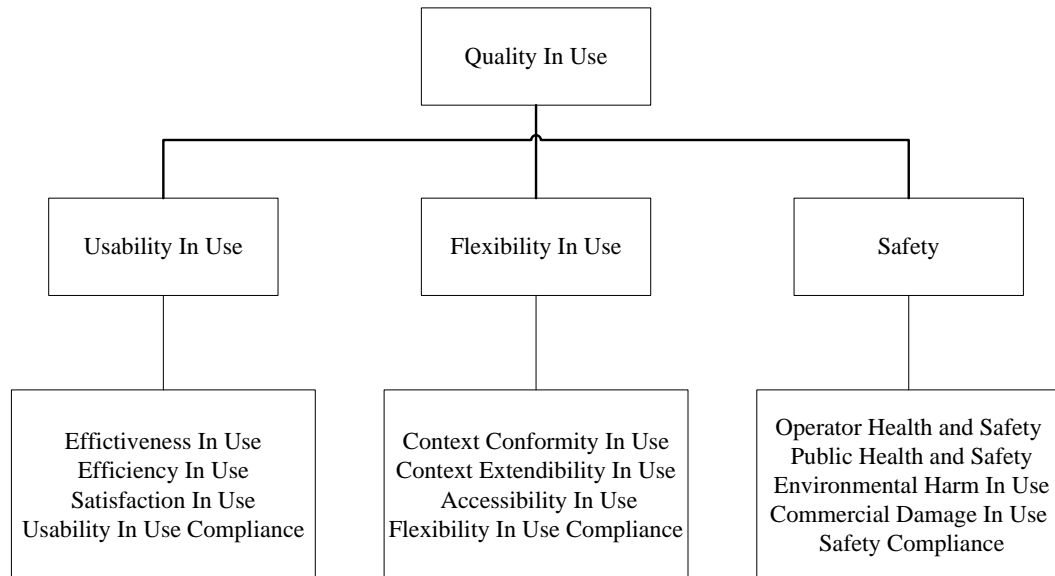 Quality In Use
Usability In Use
Flexibility In Use
Safety
Effictiveness In Use
Efficiency In Use
Satisfaction In Use
Usability In Use Compliance
Context Conformity In Use
Context Extendibility In Use
Accessibility In Use
Flexibility In Use Compliance
Operator Health and Safety
Public Health and Safety
Environmental Harm In Use
Commercial Damage In Use
Safety Compliance